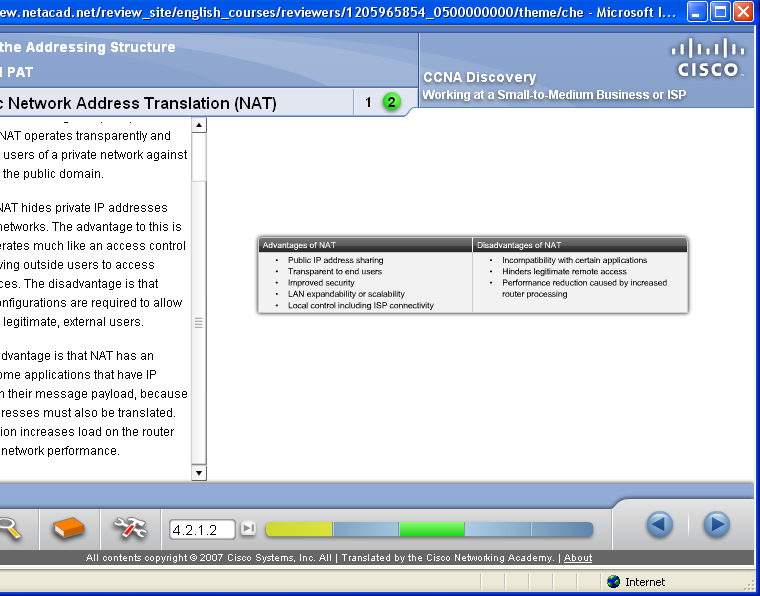 ew.netacad.net/review_site/english_courses/reviewers/1205965854_0500000000/theme/che - Microsoft I...
the Addressing Structure
PAT
CISCO
CCNA Discovery
Working at a Small-to-Medium Business or ISP
c Network Address Translation (NAT)
1 2
NAT operates transparently and
users of a private network against
the public domain.
NAT hides private IP addresses
networks. The advantage to this is
erates much like an access control
ving outside users to access
ces. The disadvantage is that
onfigurations are required to allow
legitimate, external users.
dvantage is that NAT has an
ome applications that have IP
n their message payload, because
resses must also be translated.
ion increases load on the router
network performance.
Advantages of NAT
• Public IP address sharing
• Transparent to end users
• Improved security
• LAN expandability or scalability
• Local control including ISP connectivity
Disadvantages of NAT
• Incompatibility with certain applications
• Hinders legitimate remote access
• Performance reduction caused by increased
router processing
4.2.1.2
All contents copyright © 2007 Cisco Systems, Inc. All | Translated by the Cisco Networking Academy. | About
Internet